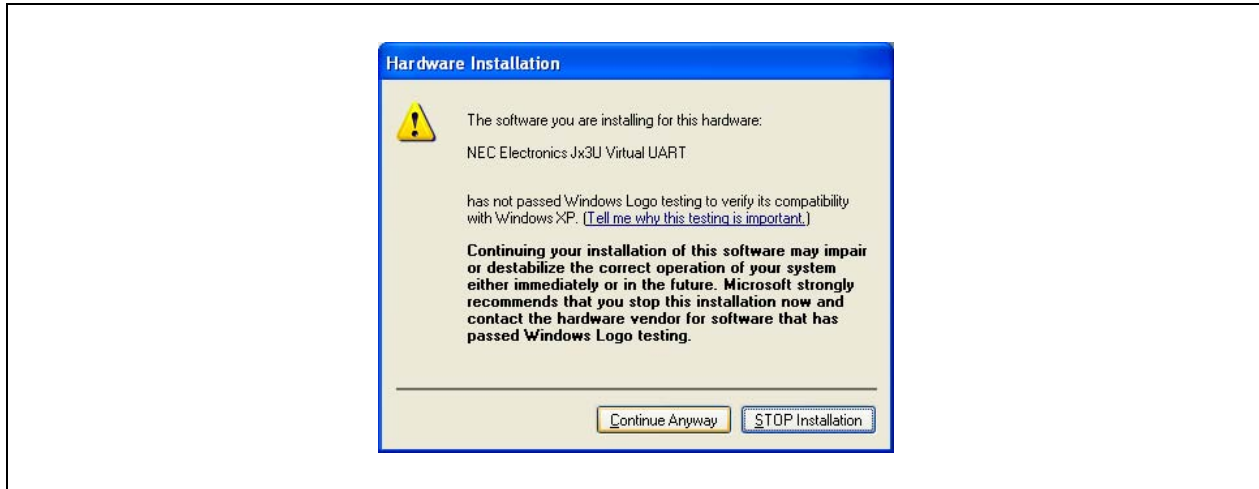 Hardware Installation
The software you are installing for this hardware:
NEC Electronics Jx3U Virtual UART
has not passed Windows Logo testing to verify its compatibility
with Windows XP. (Tell me why this testing is important.)
Continuing your installation of this software may impair
or destabilize the correct operation of your system
either immediately or in the future. Microsoft strongly
recommends that you stop this installation now and
contact the hardware vendor for software that has
passed Windows Logo testing.
Continue Anyway
STOP Installation